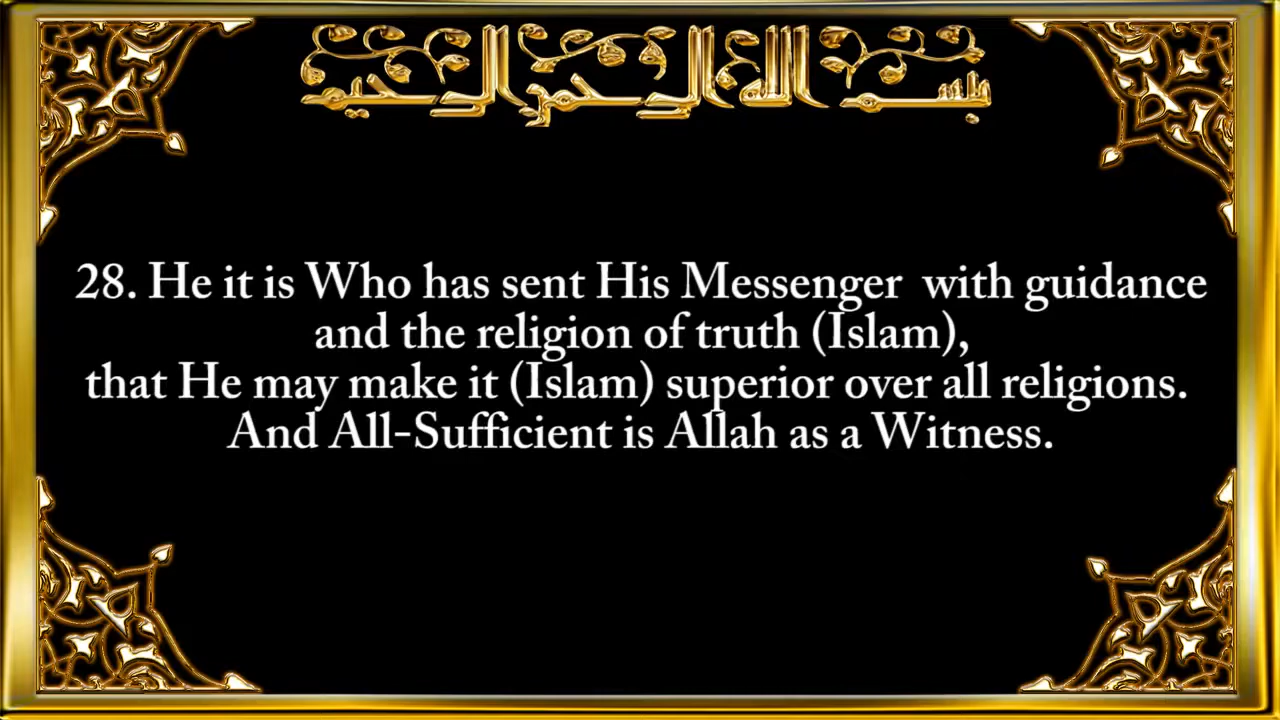 بسم الله الرحمن الرحيم
28. He it is Who has sent His Messenger with guidance
and the religion of truth (Islam),
that He may make it (Islam) superior over all religions.
And All-Sufficient is Allah as a Witness.